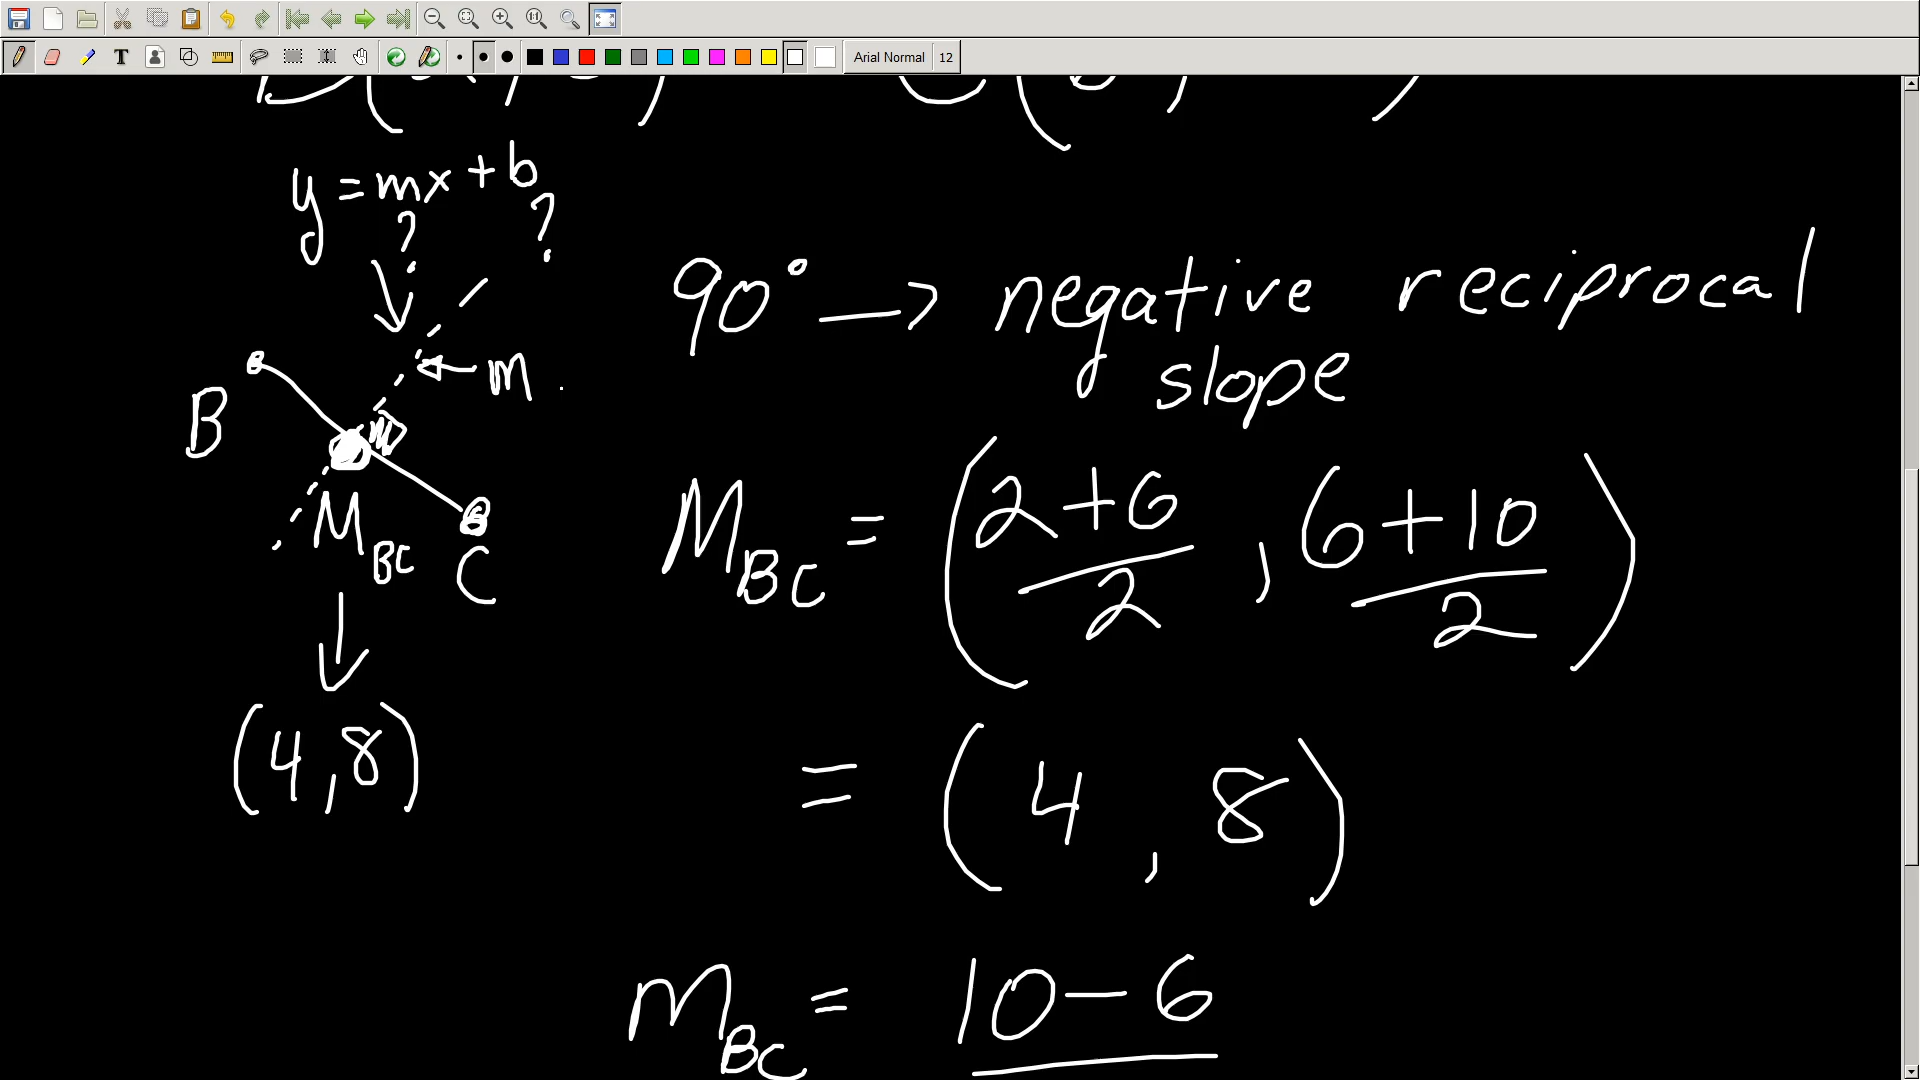 Arial Normal 12
y = mx + b
? ?
90° → negative reciprocal
slope
m
B
M_BC
C
M_BC = (2+6/2, 6+10/2)
(4,8)
= (4, 8)
m_BC = 10-6